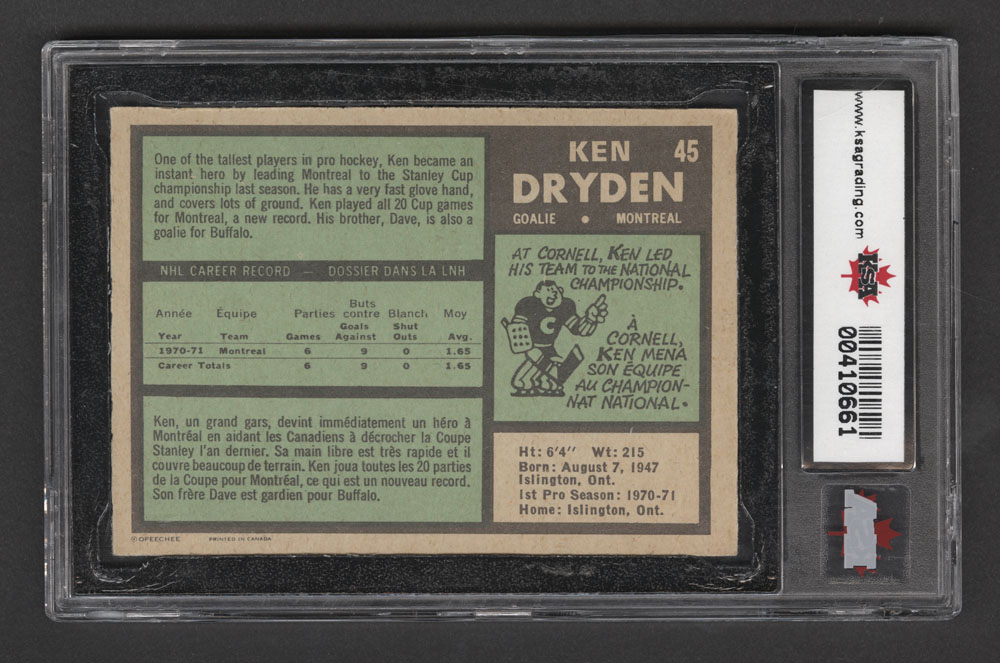 One of the tallest players in pro hockey, Ken became an
instant hero by leading Montreal to the Stanley Cup
championship last season. He has a very fast glove hand,
and covers lots of ground. Ken played all 20 Cup games
for Montreal, a new record. His brother, Dave, is also a
goalie for Buffalo.
NHL CAREER RECORD — DOSSIER DANS LA LNH
Année Équipe Parties Buts contre Blanch Moy
Year Team Games Goals Against Shut Outs Avg.
1970-71 Montreal 6 9 0 1.65
Career Totals 6 9 0 1.65
Ken, un grand gars, devint immédiatement un héro à
Montréal en aidant les Canadiens à décrocher la Coupe
Stanley l'an dernier. Sa main libre est très rapide et il
couvre beaucoup de terrain. Ken joua toutes les 20 parties
de la Coupe pour Montréal, ce qui est un nouveau record.
Son frère Dave est gardien pour Buffalo.
© OPEECHEE PRINTED IN CANADA
KEN 45
DRYDEN
GOALIE • MONTREAL
AT CORNELL, KEN LED
HIS TEAM TO THE NATIONAL
CHAMPIONSHIP.
C
À
CORNELL,
KEN MENA
SON ÉQUIPE
AU CHAMPION-
NAT NATIONAL.
Ht: 6'4" Wt: 215
Born: August 7, 1947
Islington, Ont.
1st Pro Season: 1970-71
Home: Islington, Ont.
www.ksagrading.com
KSA
00410661
KSA